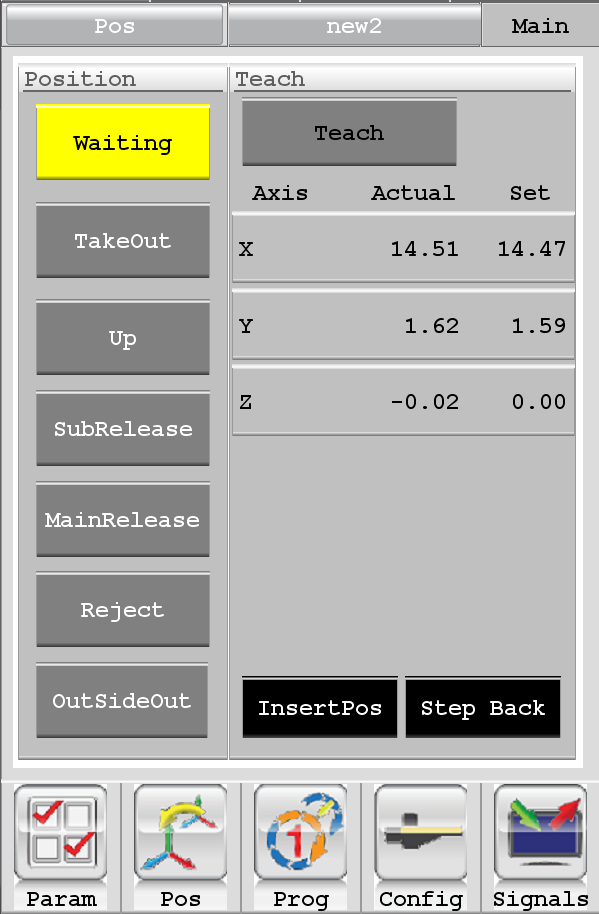 Pos new2 Main
Position Teach
Waiting
Teach
Axis Actual Set
TakeOut
X 14.51 14.47
Up
Y 1.62 1.59
Z -0.02 0.00
SubRelease
MainRelease
Reject
OutSideOut
InsertPos Step Back
1
Param Pos Prog Config Signals